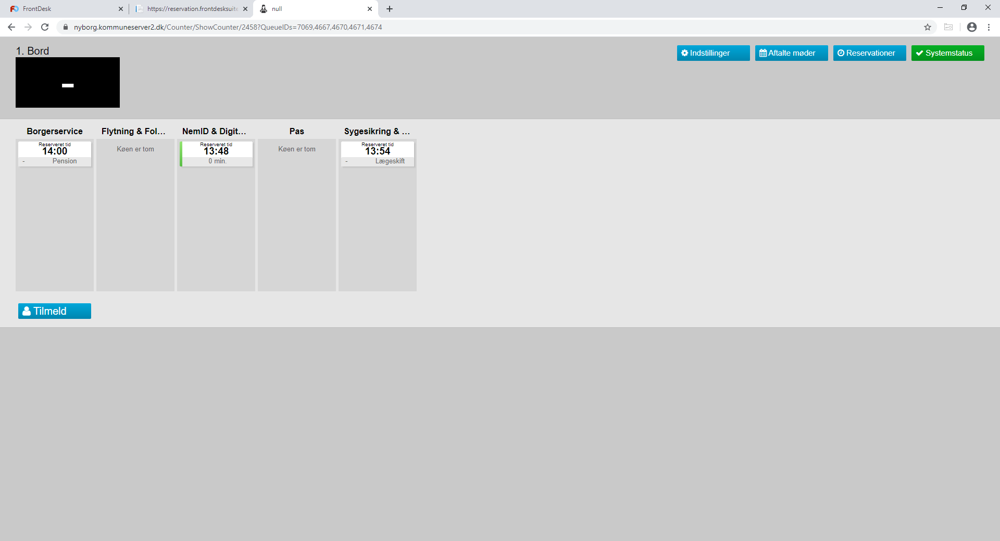 FrontDesk
https://reservation.frontdesksuite
null
nyborg.kommuneserver2.dk/Counter/ShowCounter/2458?QueueIDs=7069,4667,4670,4671,4674
1. Bord
-
Indstillinger
Aftalte møder
Reservationer
Systemstatus
Borgerservice
Flytning & Fol...
NemID & Digit...
Pas
Sygesikring & ...
Reserveret tid
14:00
- Pension
Køen er tom
Reserveret tid
13:48
0 min.
Køen er tom
Reserveret tid
13:54
- Lægeskift
Tilmeld